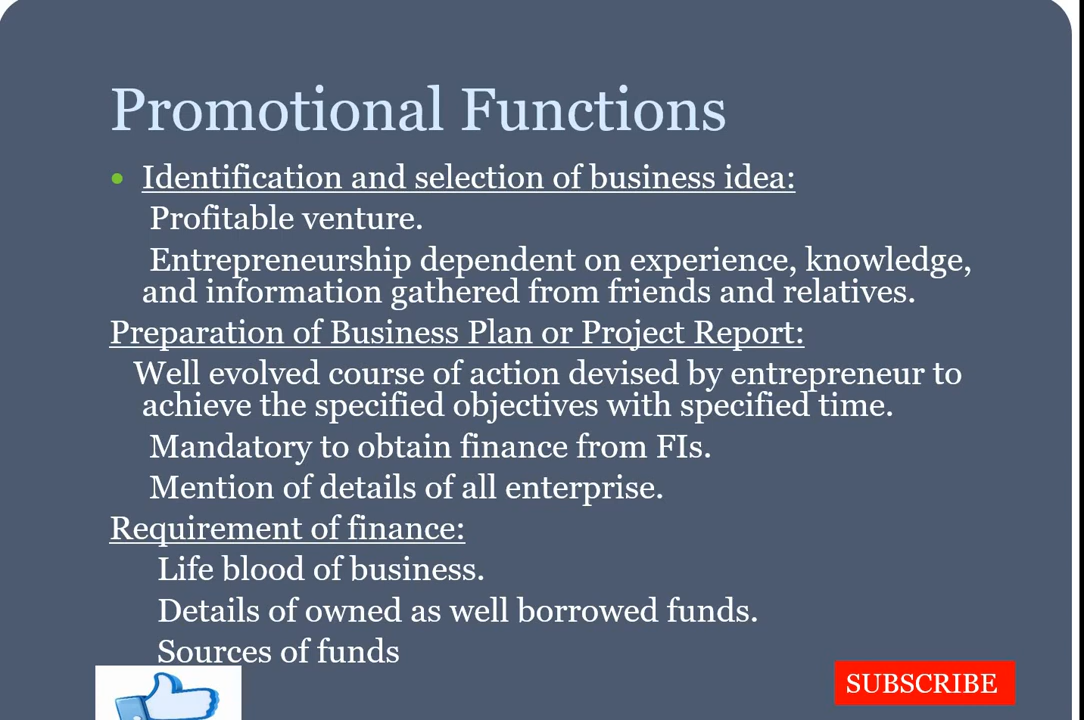 Promotional Functions
Identification and selection of business idea:
Profitable venture.
Entrepreneurship dependent on experience, knowledge,
and information gathered from friends and relatives.
Preparation of Business Plan or Project Report:
Well evolved course of action devised by entrepreneur to
achieve the specified objectives with specified time.
Mandatory to obtain finance from FIs.
Mention of details of all enterprise.
Requirement of finance:
Life blood of business.
Details of owned as well borrowed funds.
Sources of funds
SUBSCRIBE